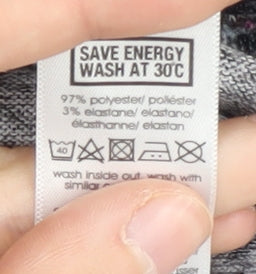 SAVE ENERGY
WASH AT 30°C
97% polyester/ poliéster
3% elastane/ elastano/
élasthanne/ elastan
40
wash inside out, wash with
similar